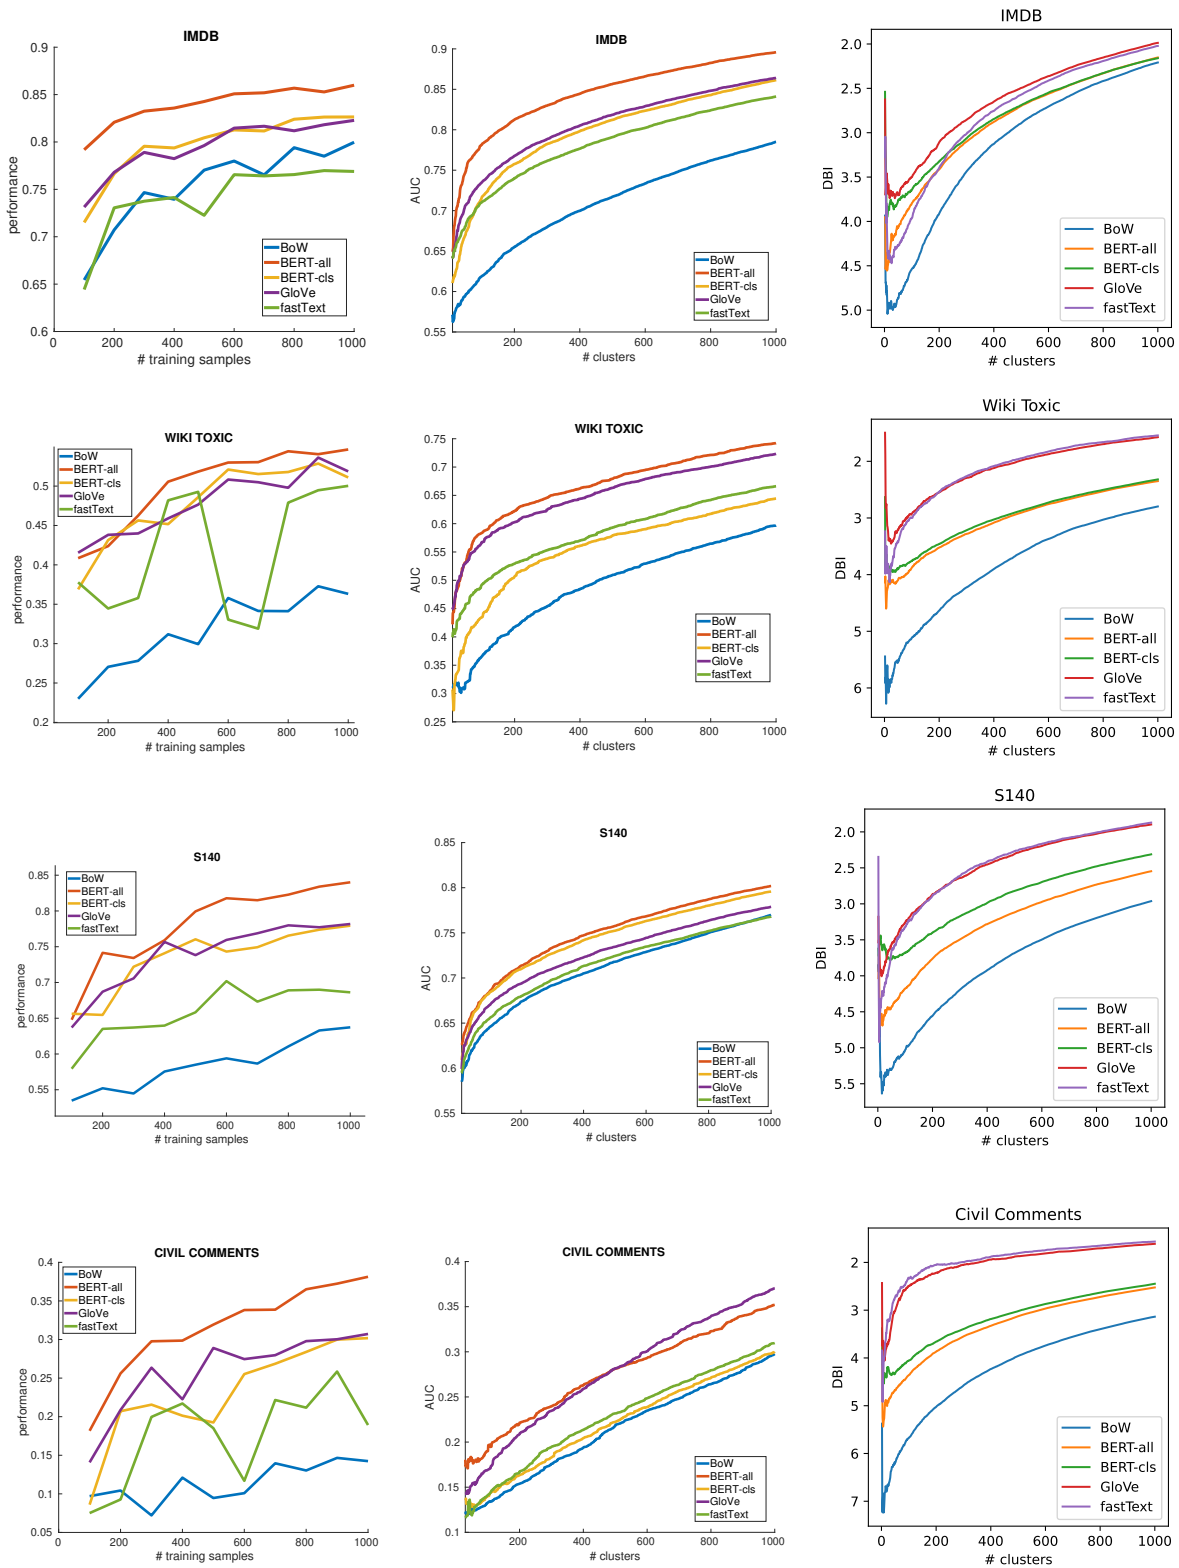 IMDB
0.9
0.85
0.8
0.75
0.7
0.65
0.6
0
200
400
600
800
1000
performance
# training samples
BoW
BERT-all
BERT-cls
GloVe
fastText
IMDB
0.9
0.85
0.8
0.75
0.7
0.65
0.6
0.55
200
400
600
800
1000
AUC
# clusters
BoW
BERT-all
BERT-cls
GloVe
fastText
IMDB
2.0
2.5
3.0
3.5
4.0
4.5
5.0
0
200
400
600
800
1000
DBI
# clusters
BoW
BERT-all
BERT-cls
GloVe
fastText
WIKI TOXIC
0.5
0.45
0.4
0.35
0.3
0.25
0.2
200
400
600
800
1000
performance
# training samples
BoW
BERT-all
BERT-cls
GloVe
fastText
WIKI TOXIC
0.75
0.7
0.65
0.6
0.55
0.5
0.45
0.4
0.35
0.3
0.25
200
400
600
800
1000
AUC
# clusters
BoW
BERT-all
BERT-cls
GloVe
fastText
Wiki Toxic
2
3
4
5
6
0
200
400
600
800
1000
DBI
# clusters
BoW
BERT-all
BERT-cls
GloVe
fastText
S140
0.85
0.8
0.75
0.7
0.65
0.6
0.55
200
400
600
800
1000
performance
# training samples
BoW
BERT-all
BERT-cls
GloVe
fastText
S140
0.85
0.8
0.75
0.7
0.65
0.6
0.55
200
400
600
800
1000
AUC
# clusters
BoW
BERT-all
BERT-cls
GloVe
fastText
S140
2.0
2.5
3.0
3.5
4.0
4.5
5.0
5.5
0
200
400
600
800
1000
DBI
# clusters
BoW
BERT-all
BERT-cls
GloVe
fastText
CIVIL COMMENTS
0.4
0.35
0.3
0.25
0.2
0.15
0.1
0.05
0
200
400
600
800
1000
performance
# training samples
BoW
BERT-all
BERT-cls
GloVe
fastText
CIVIL COMMENTS
0.4
0.35
0.3
0.25
0.2
0.15
0.1
200
400
600
800
1000
AUC
# clusters
BoW
BERT-all
BERT-cls
GloVe
fastText
Civil Comments
2
3
4
5
6
7
0
200
400
600
800
1000
DBI
# clusters
BoW
BERT-all
BERT-cls
GloVe
fastText